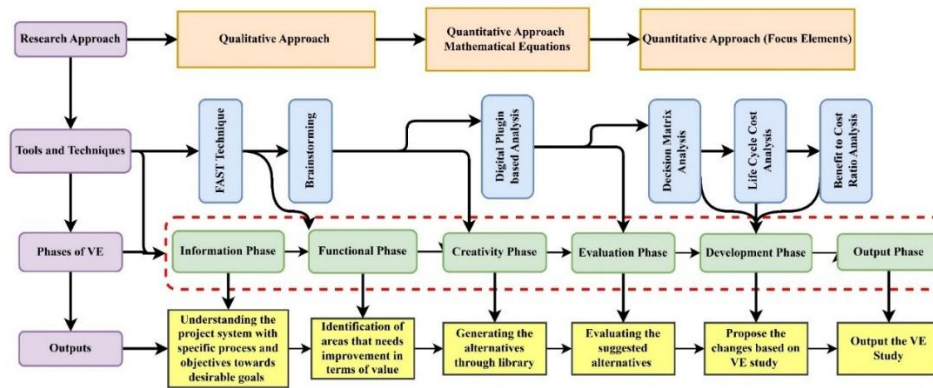 Research Approach
Qualitative Approach
Quantitative Approach
Mathematical Equations
Quantitative Approach (Focus Elements)
Tools and Techniques
FAST Technique
Brainstorming
Digital Plugin
based Analysis
Decision Matrix
Analysis
Life Cycle Cost
Analysis
Benefit to Cost
Ratio Analysis
Phases of VE
Information Phase
Functional Phase
Creativity Phase
Evaluation Phase
Development Phase
Output Phase
Outputs
Understanding the
project system with
specific process and
objectives towards
desirable goals
Identification of
areas that needs
improvement in
terms of value
Generating the
alternatives through
library
Evaluating the
suggested
alternatives
Propose the
changes based on
VE study
Output the VE
Study